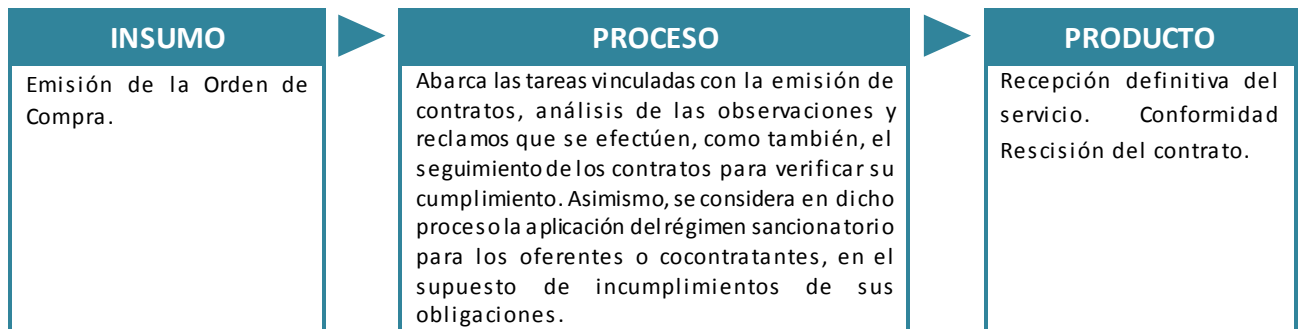 INSUMO
Emisión de la Orden de
Compra.
PROCESO
Abarca las tareas vinculadas con la emisión de
contratos, análisis de las observaciones y
reclamos que se efectúen, como también, el
seguimiento de los contratos para verificar su
cumplimiento. Asimismo, se considera en dicho
proceso la aplicación del régimen sancionatorio
para los oferentes o cocontratantes, en el
supuesto de incumplimientos de sus
obligaciones.
PRODUCTO
Recepción definitiva del
servicio. Conformidad
Rescisión del contrato.